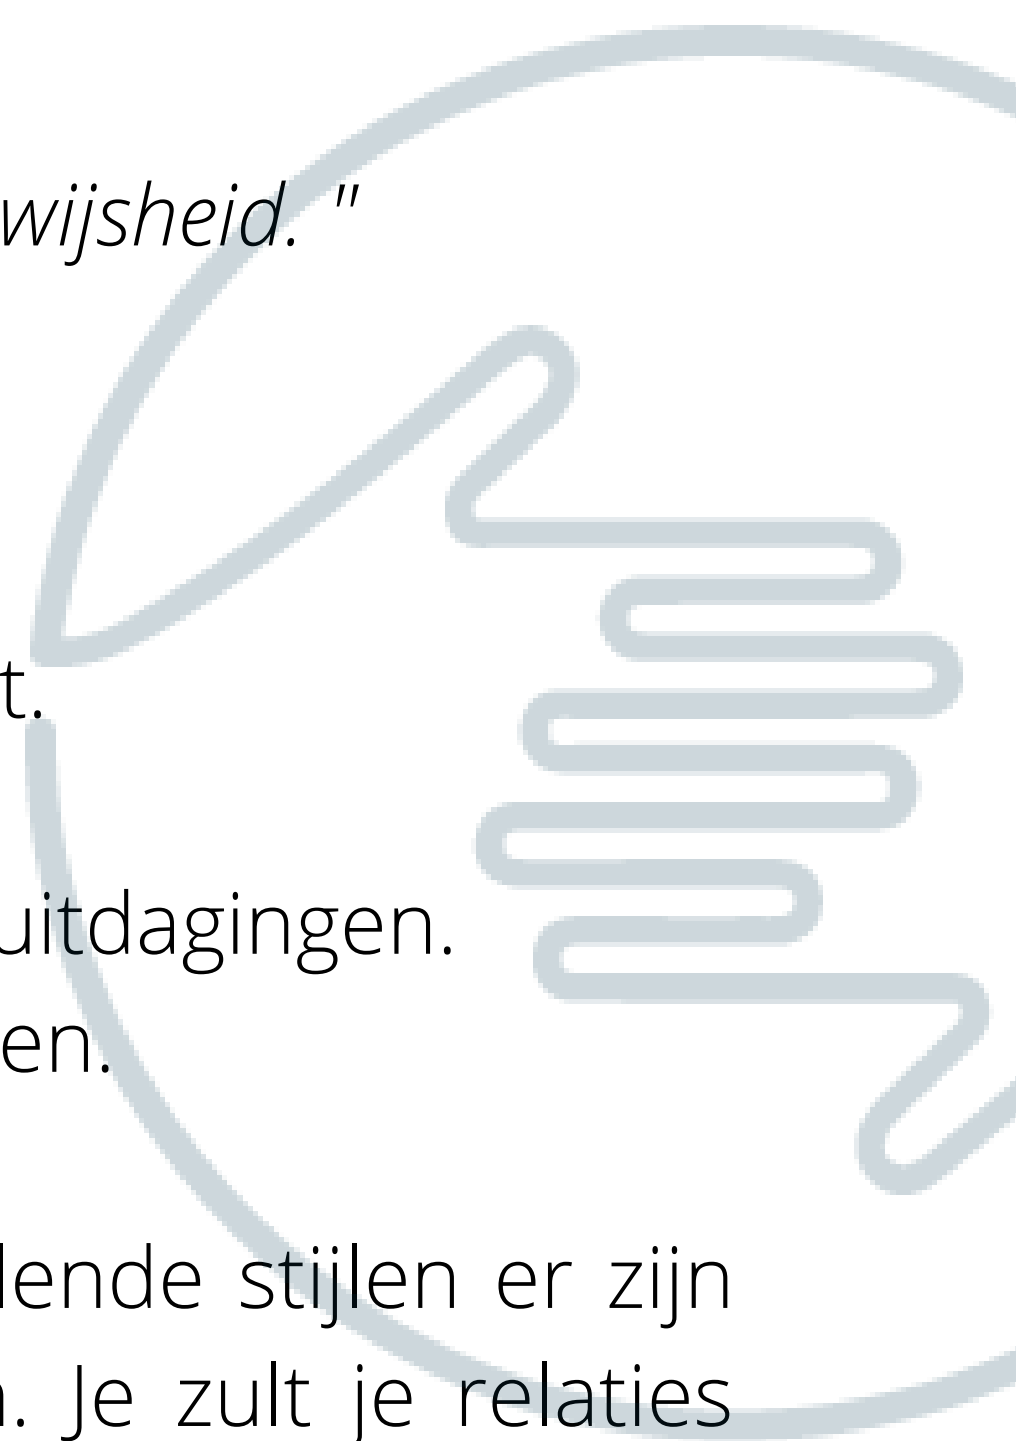 wijsheid. "
t.
uitdagingen.
en.
lende stijlen er zijn
. Je zult je relaties